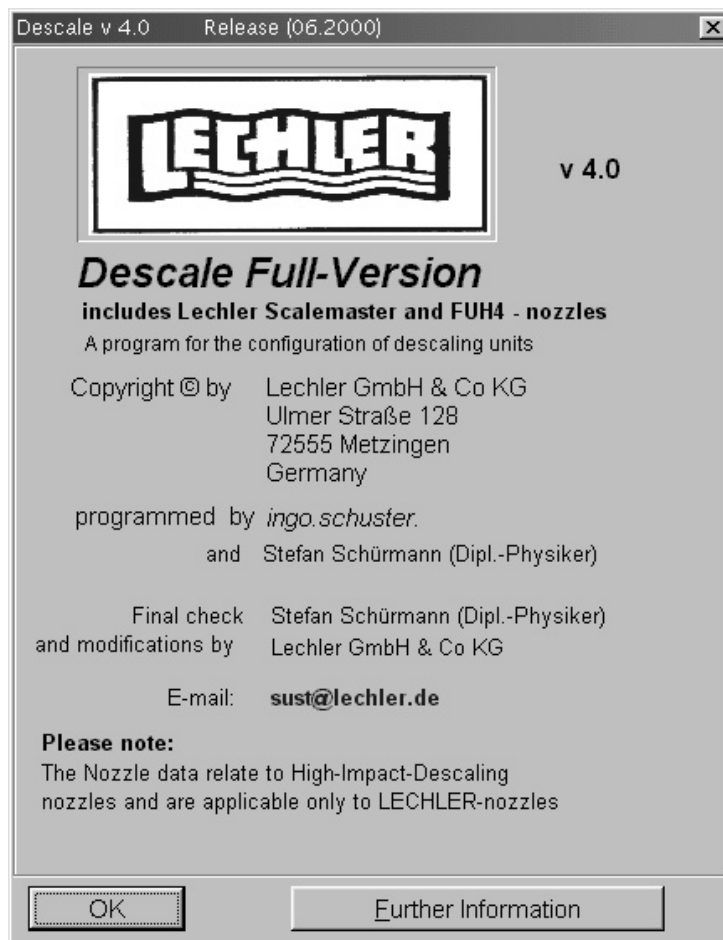 Descale v 4.0 Release (06.2000)
LECHLER
v 4.0
Descale Full-Version
includes Lechler Scalemaster and FUH4 - nozzles
A program for the configuration of descaling units
Copyright © by Lechler GmbH & Co KG
Ulmer Straße 128
72555 Metzingen
Germany
programmed by ingo.schuster.
and Stefan Schürmann (Dipl.-Physiker)
Final check Stefan Schürmann (Dipl.-Physiker)
and modifications by Lechler GmbH & Co KG
E-mail: sust@lechler.de
Please note:
The Nozzle data relate to High-Impact-Descaling
nozzles and are applicable only to LECHLER-nozzles
OK Further Information